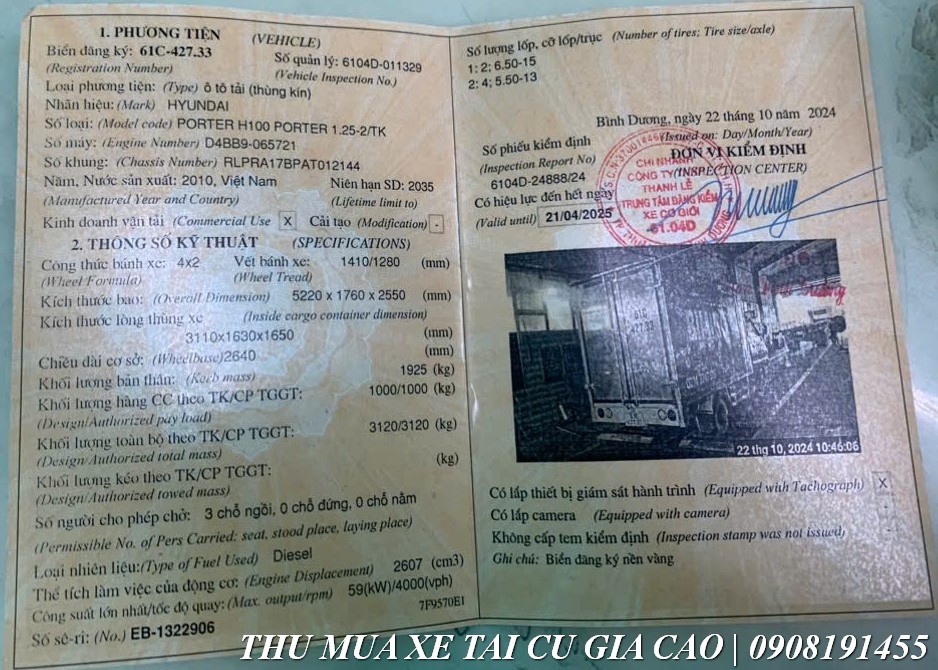 1. PHƯƠNG TIỆN (VEHICLE)
Biển đăng ký: 61C-427.33 Số quản lý: 6104D-011329
(Registration Number) (Vehicle Inspection No.)
Loại phương tiện: (Type) ô tô tải (thùng kín)
Nhãn hiệu: (Mark) HYUNDAI
Số loại: (Model code) PORTER H100 PORTER 1.25-2/TK
Số máy: (Engine Number) D4BB9-065721
Số khung: (Chassis Number) RLPRA17BPAT012144
Năm, Nước sản xuất: 2010, Việt Nam Niên hạn SD: 2035
(Manufactured Year and Country) (Lifetime limit to)
Kinh doanh vận tải (Commercial Use X Cải tạo (Modification) -
2. THÔNG SỐ KỸ THUẬT (SPECIFICATIONS)
Công thức bánh xe: 4x2 Vết bánh xe: 1410/1280 (mm)
(Wheel Formula) (Wheel Tread)
Kích thước bao: (Overall Dimension) 5220 x 1760 x 2550 (mm)
Kích thước lòng thùng xe (Inside cargo container dimension)
3110x1630x1650 (mm)
Chiều dài cơ sở: (Wheelbase) 2640 (mm)
Khối lượng bản thân: (Kerb mass) 1925 (kg)
Khối lượng hàng CC theo TK/CP TGGT: 1000/1000 (kg)
(Design/Authorized pay load)
Khối lượng toàn bộ theo TK/CP TGGT: 3120/3120 (kg)
(Design/Authorized total mass)
Khối lượng kéo theo TK/CP TGGT: (kg)
(Design/Authorized towed mass)
Số người cho phép chở: 3 chỗ ngồi, 0 chỗ đứng, 0 chỗ nằm
(Permissible No. of Pers Carried: seat, stood place, laying place)
Loại nhiên liệu:(Type of Fuel Used) Diesel
Thể tích làm việc của động cơ: (Engine Displacement) 2607 (cm3)
Công suất lớn nhất/tốc độ quay: (Max. output/rpm) 59(kW)/4000(vph)
7F9570E1
Số sê-ri: (No.) EB-1322906
Số lượng lốp, cỡ lốp/trục (Number of tires; Tire size/axle)
1: 2; 6.50-15
2: 4; 5.50-13
Bình Dương, ngày 22 tháng 10 năm 2024
Số phiếu kiểm định (Issued on: Day/Month/Year)
(Inspection Report No) ĐƠN VỊ KIỂM ĐỊNH
6104D-24888/24 (INSPECTION CENTER)
Có hiệu lực đến hết ngày
(Valid until) 21/04/2025
CHI NHÁNH
CÔNG TY
THANH LỄ
TRUNG TÂM ĐĂNG KIỂM
XE CƠ GIỚI
61.04D
61C
427.33
22 thg 10, 2024 10:46:06
Có lắp thiết bị giám sát hành trình (Equipped with Tachograph) X
Có lắp camera (Equipped with camera) -
Không cấp tem kiểm định (Inspection stamp was not issued) -
Ghi chú: Biển đăng ký nền vàng
THU MUA XE TAI CU GIA CAO | 0908191455